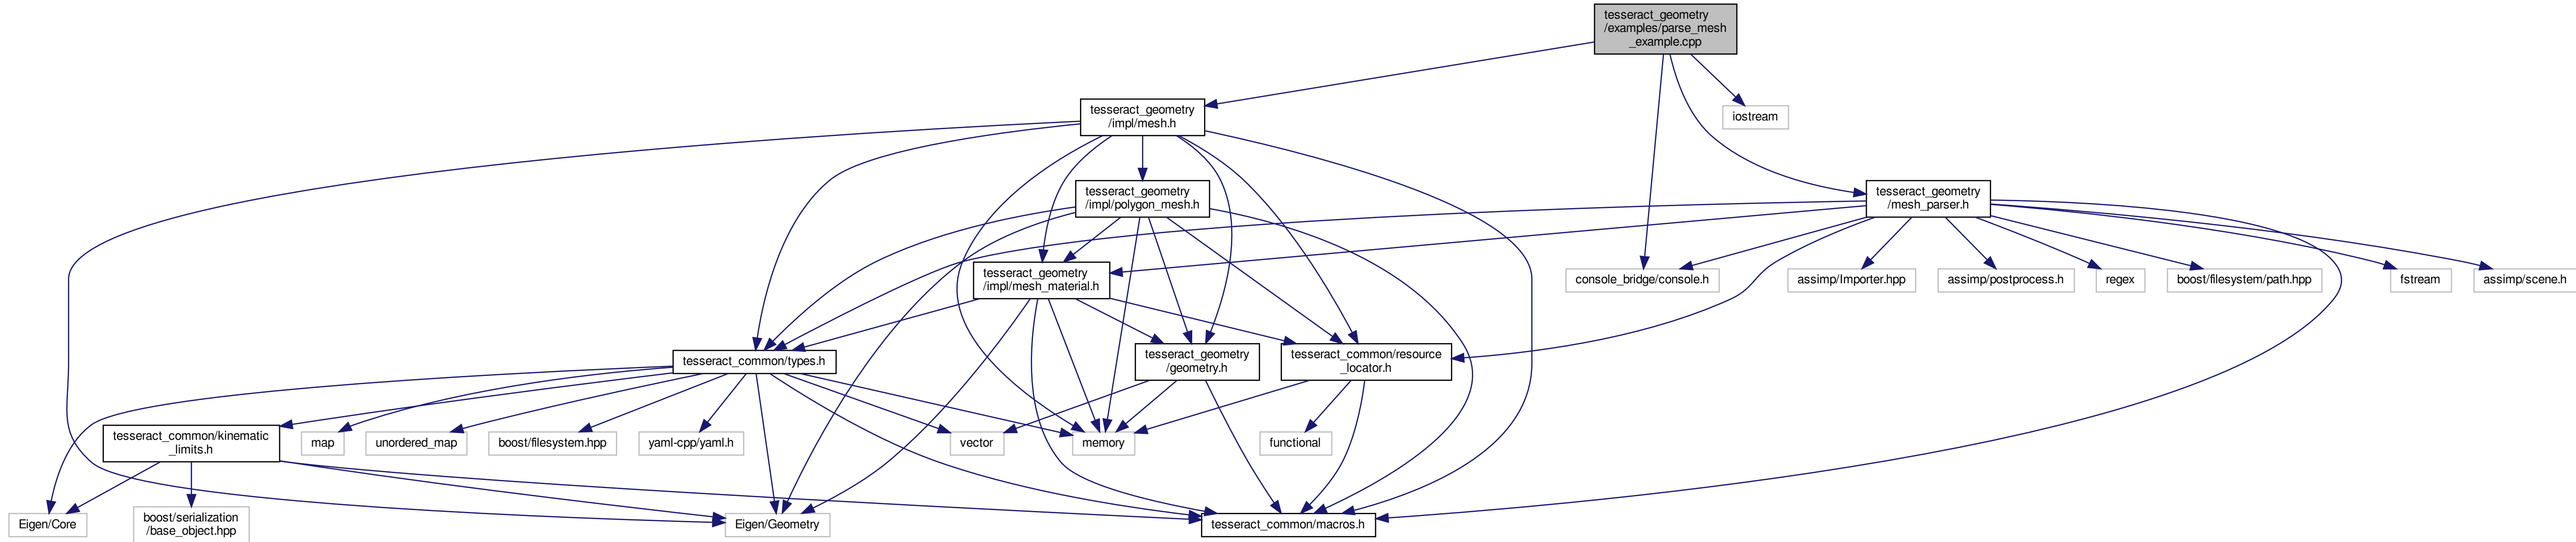 tesseract_geometry
/examples/parse_mesh
_example.cpp
tesseract_geometry
/impl/mesh.h
iostream
tesseract_geometry
/impl/polygon_mesh.h
tesseract_geometry
/mesh_parser.h
tesseract_geometry
/impl/mesh_material.h
console_bridge/console.h
assimp/Importer.hpp
assimp/postprocess.h
regex
boost/filesystem/path.hpp
fstream
assimp/scene.h
tesseract_common/types.h
tesseract_geometry
/geometry.h
tesseract_common/resource
_locator.h
tesseract_common/kinematic
_limits.h
map
unordered_map
boost/filesystem.hpp
yaml-cpp/yaml.h
vector
memory
functional
Eigen/Core
boost/serialization
/base_object.hpp
Eigen/Geometry
tesseract_common/macros.h